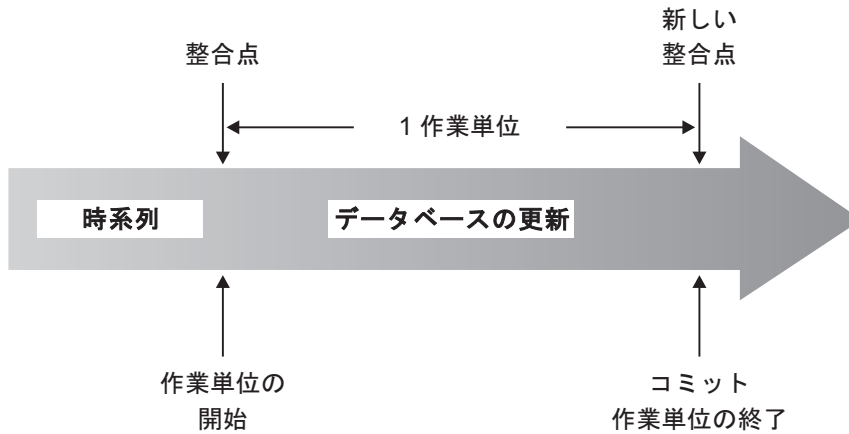 整合点
新しい
整合点
1 作業単位
時系列
データベースの更新
作業単位の
開始
コミット
作業単位の終了